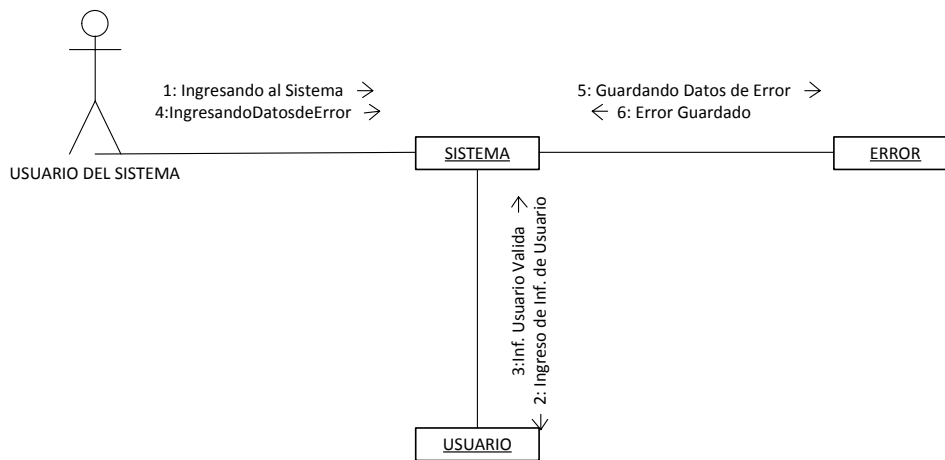 1: Ingresando al Sistema
4:IngresandoDatosdeError
5: Guardando Datos de Error
6: Error Guardado
SISTEMA
ERROR
USUARIO DEL SISTEMA
3:Inf. Usuario Valida
2: Ingreso de Inf. de Usuario
USUARIO